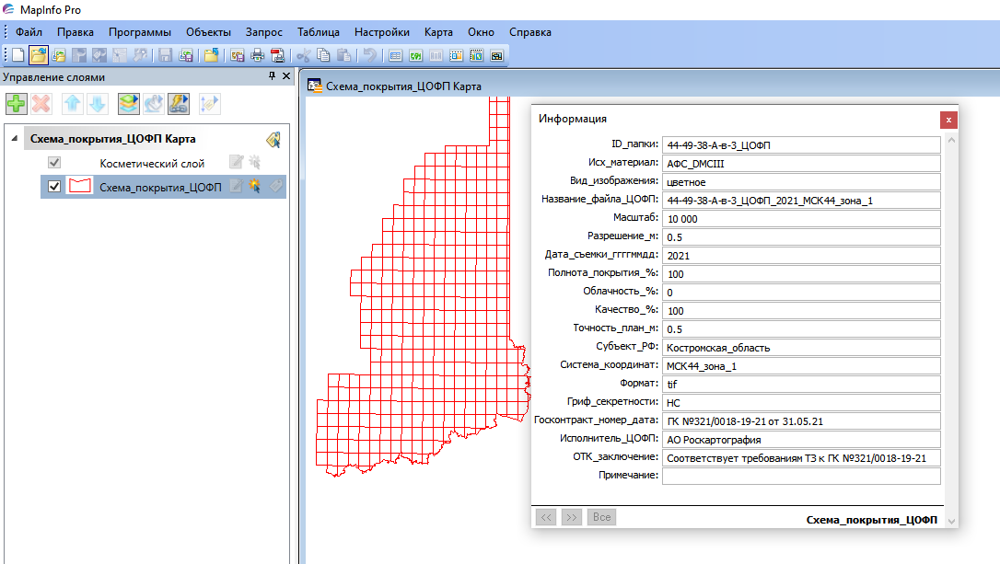 MapInfo Pro
Файл Правка Программы Объекты Запрос Таблица Настройки Карта Окно Справка
Управление слоями
Схема_покрытия_ЦОФП Карта
Косметический слой
Схема_покрытия_ЦОФП
Схема_покрытия_ЦОФП Карта
Информация
ID_папки: 44-49-38-А-в-3_ЦОФП
Исх_материал: АФС_DMCIII
Вид_изображения: цветное
Название_файла_ЦОФП: 44-49-38-А-в-3_ЦОФП_2021_МСК44_зона_1
Масштаб: 10 000
Разрешение_м: 0.5
Дата_съемки_ггггммдд: 2021
Полнота_покрытия_%: 100
Облачность_%: 0
Качество_%: 100
Точность_план_м: 0.5
Субъект_РФ: Костромская_область
Система_координат: МСК44_зона_1
Формат: tif
Гриф_секретности: НС
Госконтракт_номер_дата: ГК №321/0018-19-21 от 31.05.21
Исполнитель_ЦОФП: АО Роскартография
ОТК_заключение: Соответствует требованиям ТЗ к ГК №321/0018-19-21
Примечание:
<< >> Все
Схема_покрытия_ЦОФП